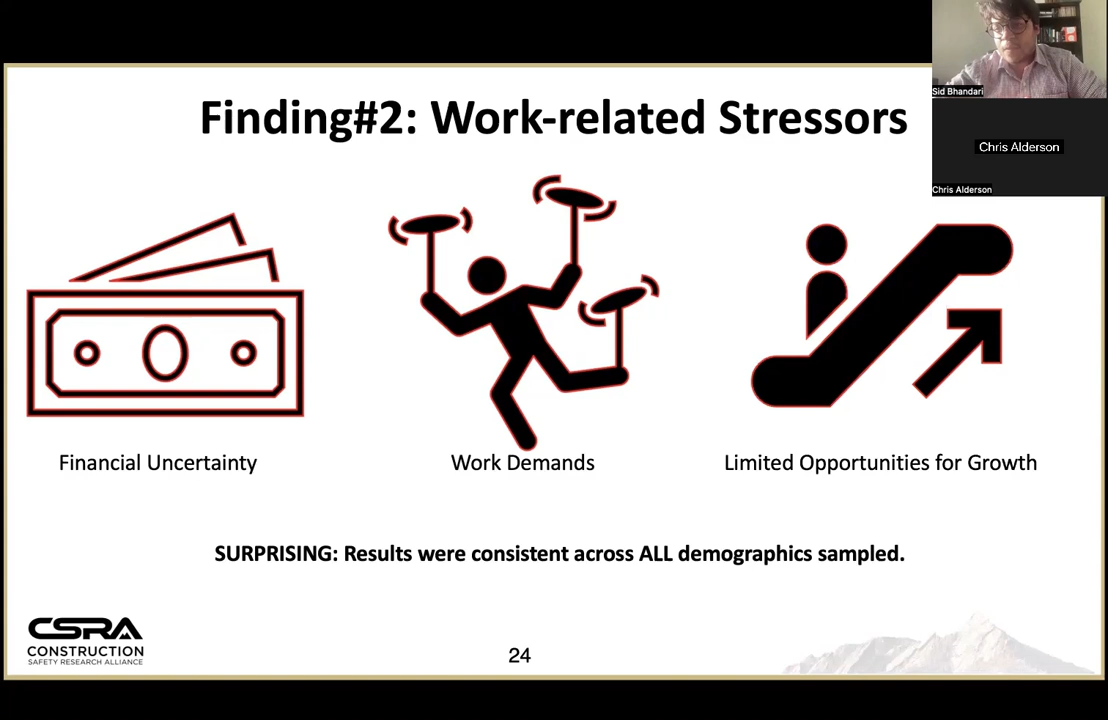 Finding#2: Work-related Stressors
Sid Bhandari
Chris Alderson
Chris Alderson
Financial Uncertainty
Work Demands
Limited Opportunities for Growth
SURPRISING: Results were consistent across ALL demographics sampled.
CSRA
CONSTRUCTION
SAFETY RESEARCH ALLIANCE
24